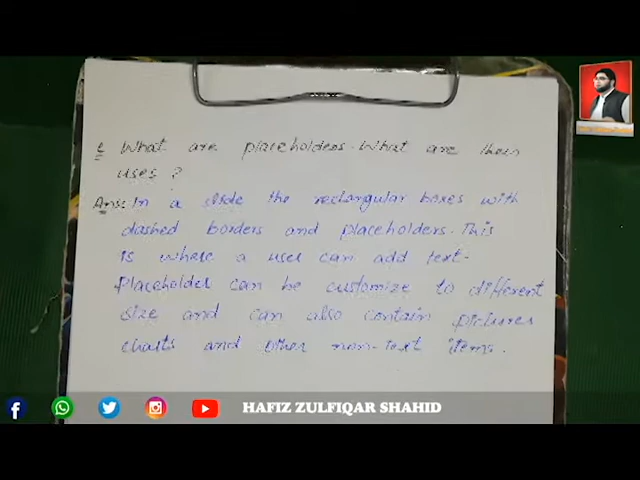 Q What are placeholders. What are their
uses ?
Ans: In a slide the rectangular boxes with
dashed borders and placeholders. This
is where a user can add text.
Placeholder can be customize to different
size and can also contain pictures
charts and other non-text items.
HAFIZ ZULFIQAR SHAHID